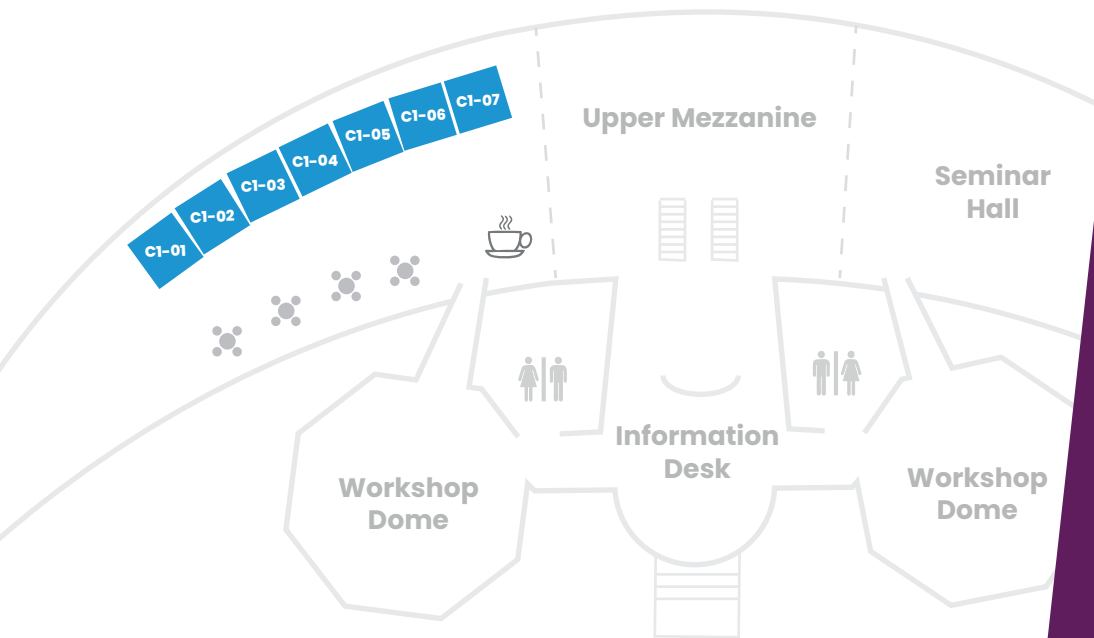 C1-01
C1-02
C1-03
C1-04
C1-05
C1-06
C1-07
Upper Mezzanine
Seminar
Hall
Information
Desk
Workshop
Dome
Workshop
Dome